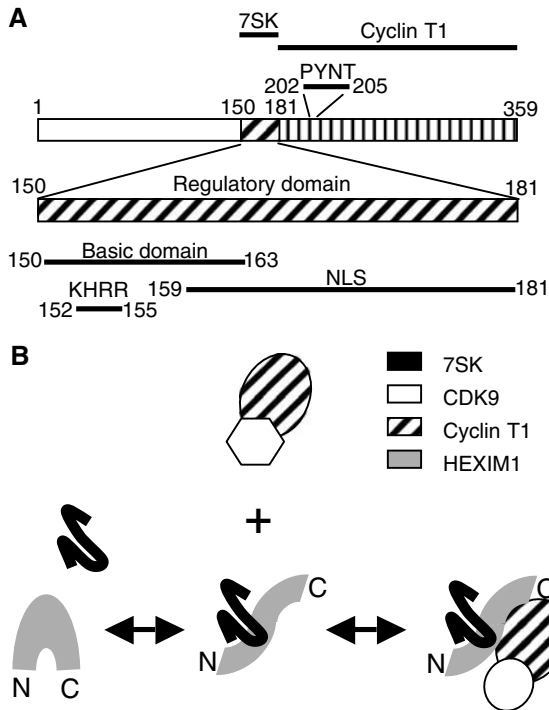 A
7SK
Cyclin T1
PYNT
202 205
1 150 181 359
150 Regulatory domain 181
Basic domain
150 163
KHRR 159 NLS 181
152 155
B
7SK
CDK9
Cyclin T1
HEXIM1
+
C
C
N
N
N C